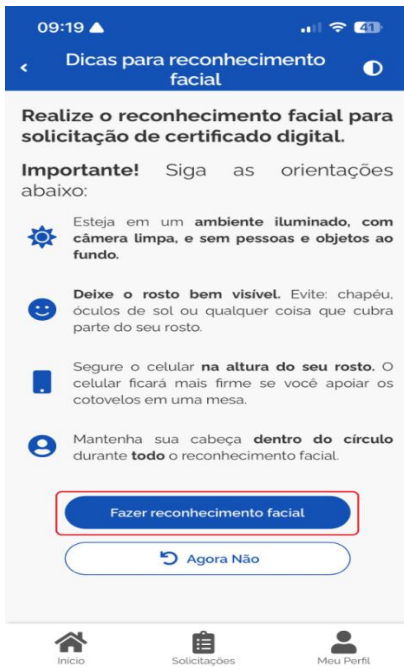 09:19
41
Dicas para reconhecimento
facial
Realize o reconhecimento facial para
solicitação de certificado digital.
Importante! Siga as orientações
abaixo:
Esteja em um ambiente iluminado, com
câmera limpa, e sem pessoas e objetos ao
fundo.
Deixe o rosto bem visível. Evite: chapéu,
óculos de sol ou qualquer coisa que cubra
parte do seu rosto.
Segure o celular na altura do seu rosto. O
celular ficará mais firme se você apoiar os
cotovelos em uma mesa.
Mantenha sua cabeça dentro do círculo
durante todo o reconhecimento facial.
Fazer reconhecimento facial
Agora Não
Início Solicitações Meu Perfil